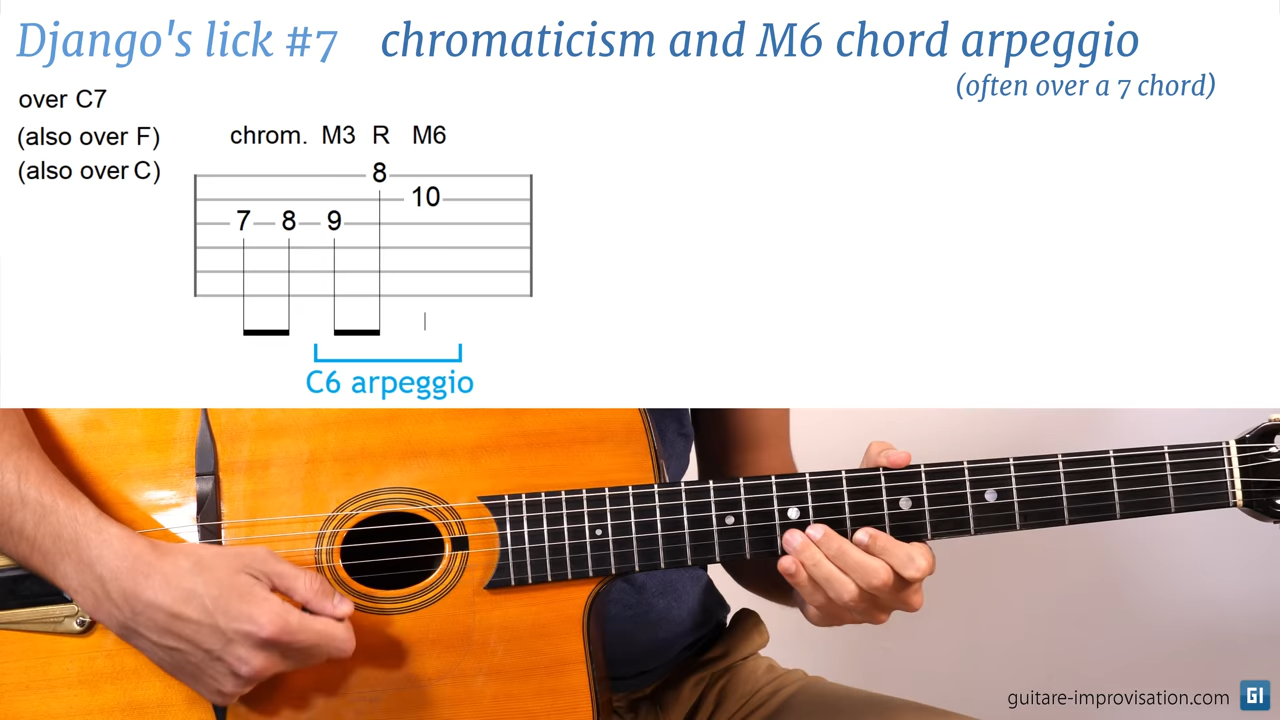 Django's lick #7 chromaticism and M6 chord arpeggio
(often over a 7 chord)
over C7
(also over F)
(also over C)
chrom. M3 R M6
8
10
7 8 9
C6 arpeggio
guitare-improvisation.com GI